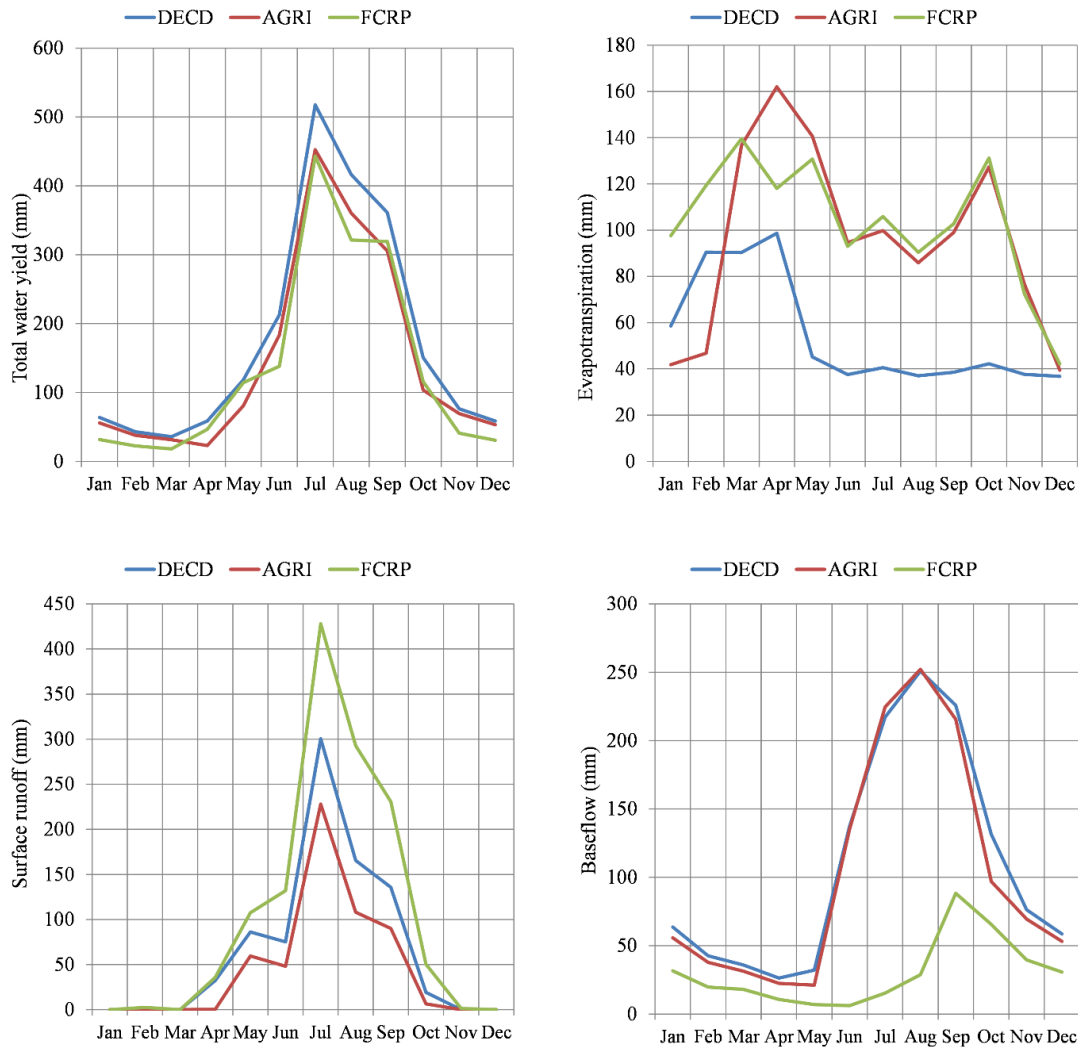 DECD AGRI FCRP
Total water yield (mm)
600
500
400
300
200
100
0
Jan Feb Mar Apr May Jun Jul Aug Sep Oct Nov Dec
DECD AGRI FCRP
Evapotranspiration (mm)
180
160
140
120
100
80
60
40
20
0
Jan Feb Mar Apr May Jun Jul Aug Sep Oct Nov Dec
DECD AGRI FCRP
Surface runoff (mm)
450
400
350
300
250
200
150
100
50
0
Jan Feb Mar Apr May Jun Jul Aug Sep Oct Nov Dec
DECD AGRI FCRP
Baseflow (mm)
300
250
200
150
100
50
0
Jan Feb Mar Apr May Jun Jul Aug Sep Oct Nov Dec